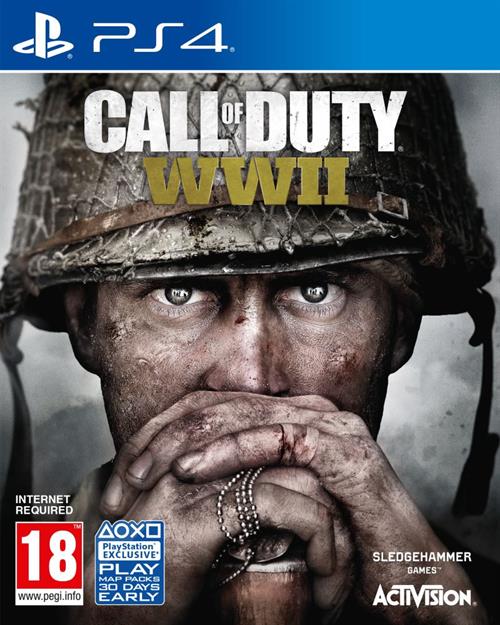 PS4
CALL OF DUTY
WWII
INTERNET
REQUIRED
18
www.pegi.info
PlayStation
EXCLUSIVE*
PLAY
MAP PACKS
30 DAYS
EARLY
SLEDGEHAMMER
GAMES™
ACTIVISION®